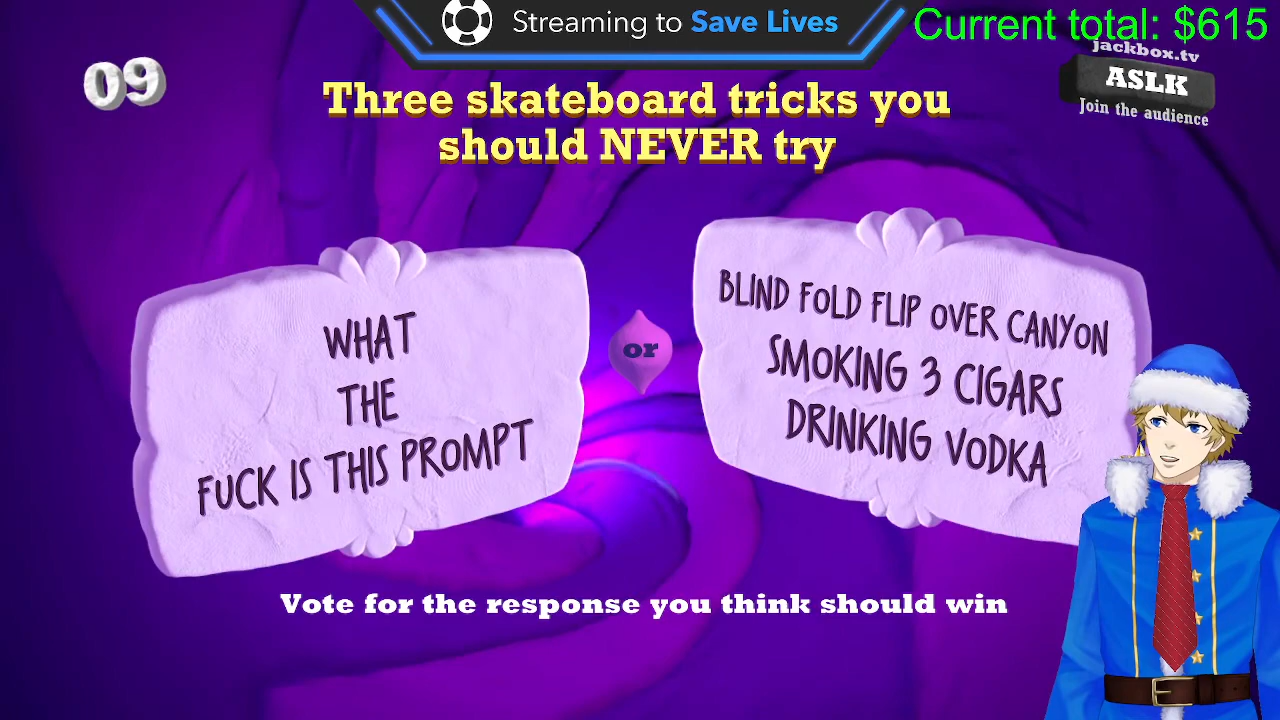 Streaming to Save Lives
Current total: $615
jackbox.tv
ASLK
Join the audience
09
Three skateboard tricks you
should NEVER try
WHAT
THE
FUCK IS THIS PROMPT
or
BLIND FOLD FLIP OVER CANYON
SMOKING 3 CIGARS
DRINKING VODKA
Vote for the response you think should win